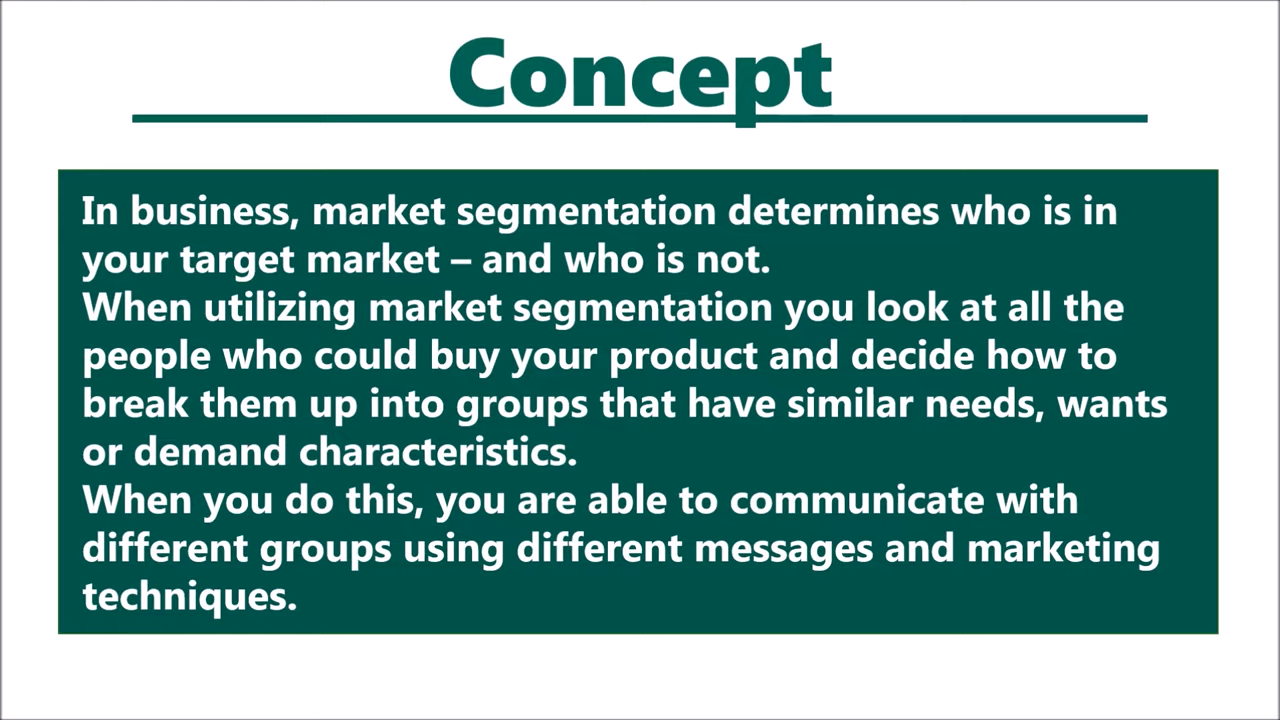 Concept
In business, market segmentation determines who is in
your target market – and who is not.
When utilizing market segmentation you look at all the
people who could buy your product and decide how to
break them up into groups that have similar needs, wants
or demand characteristics.
When you do this, you are able to communicate with
different groups using different messages and marketing
techniques.